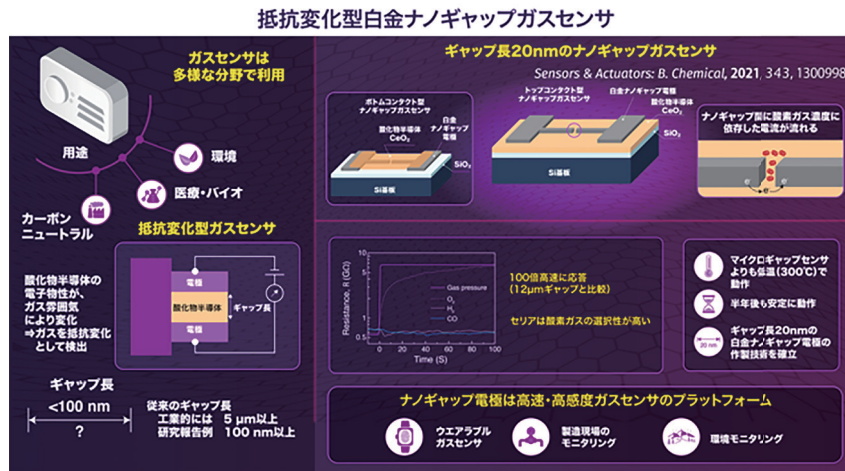 抵抗変化型白金ナノギャップガスセンサ
ガスセンサは
多様な分野で利用
用途
環境
医療・バイオ
カーボン
ニュートラル
抵抗変化型ガスセンサ
酸化物半導体の
電子物性が、
ガス雰囲気
により変化
⇒ガスを抵抗変化
として検出
電極
酸化物半導体
電極
ギャップ長
ギャップ長
<100 nm
?
従来のギャップ長
工業的には 5 μm以上
研究報告例 100 nm以上
ギャップ長20nmのナノギャップガスセンサ
Sensors & Actuators: B. Chemical, 2021, 343, 1300998
ボトムコンタクト型
ナノギャップガスセンサ
酸化物半導体
CeO₂
白金
ナノギャップ
電極
SiO₂
Si基板
トップコンタクト型
ナノギャップガスセンサ
白金ナノギャップ電極
酸化物半導体
CeO₂
SiO₂
Si基板
ナノギャップ型に酸素ガス濃度に
依存した電流が流れる
e⁻
e⁻
Resistance, R (GΩ)
10
5
1
0.5
Gas pressure
O₂
H₂
CO
0 20 40 60 80 100
Time (S)
100倍高速に応答
(12μmギャップと比較)
セリアは酸素ガスの選択性が高い
マイクロギャップセンサ
よりも低温(300℃)で
動作
半年後も安定に動作
20 nm
ギャップ長20nmの
白金ナノギャップ電極の
作製技術を確立
ナノギャップ電極は高速・高感度ガスセンサのプラットフォーム
ウエアラブル
ガスセンサ
製造現場の
モニタリング
環境モニタリング